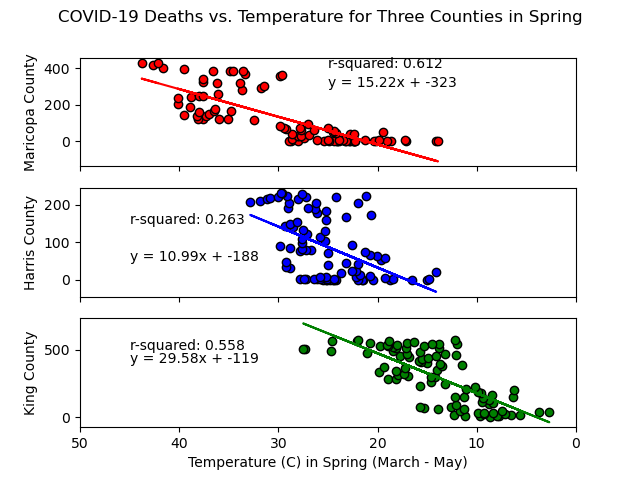 COVID-19 Deaths vs. Temperature for Three Counties in Spring
Maricopa County
400
200
0
r-squared: 0.612
y = 15.22x + -323
Harris County
200
100
0
r-squared: 0.263
y = 10.99x + -188
King County
500
0
r-squared: 0.558
y = 29.58x + -119
50 40 30 20 10 0
Temperature (C) in Spring (March - May)